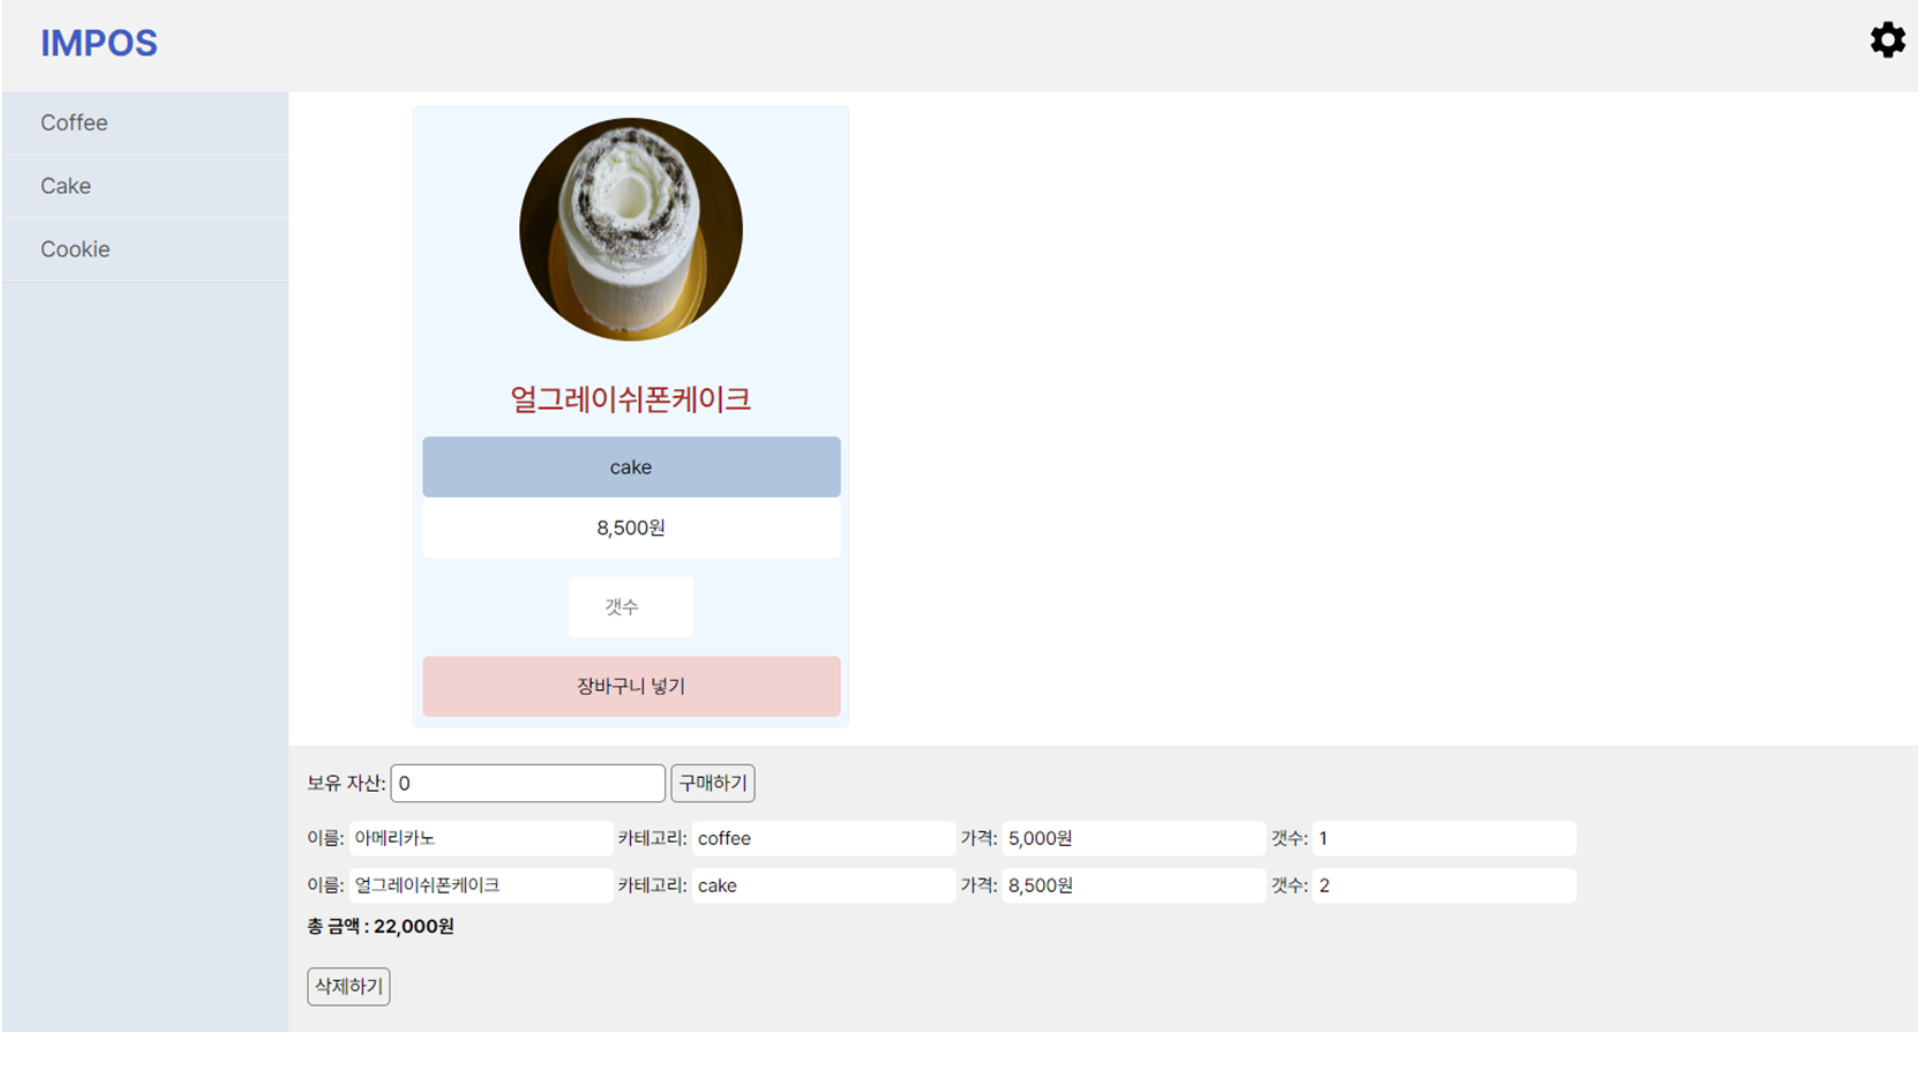 IMPOS
Coffee
Cake
Cookie
얼그레이쉬폰케이크
cake
8,500원
갯수
장바구니 넣기
보유 자산: 0 구매하기
이름: 아메리카노 카테고리: coffee 가격: 5,000원 갯수: 1
이름: 얼그레이쉬폰케이크 카테고리: cake 가격: 8,500원 갯수: 2
총 금액 : 22,000원
삭제하기